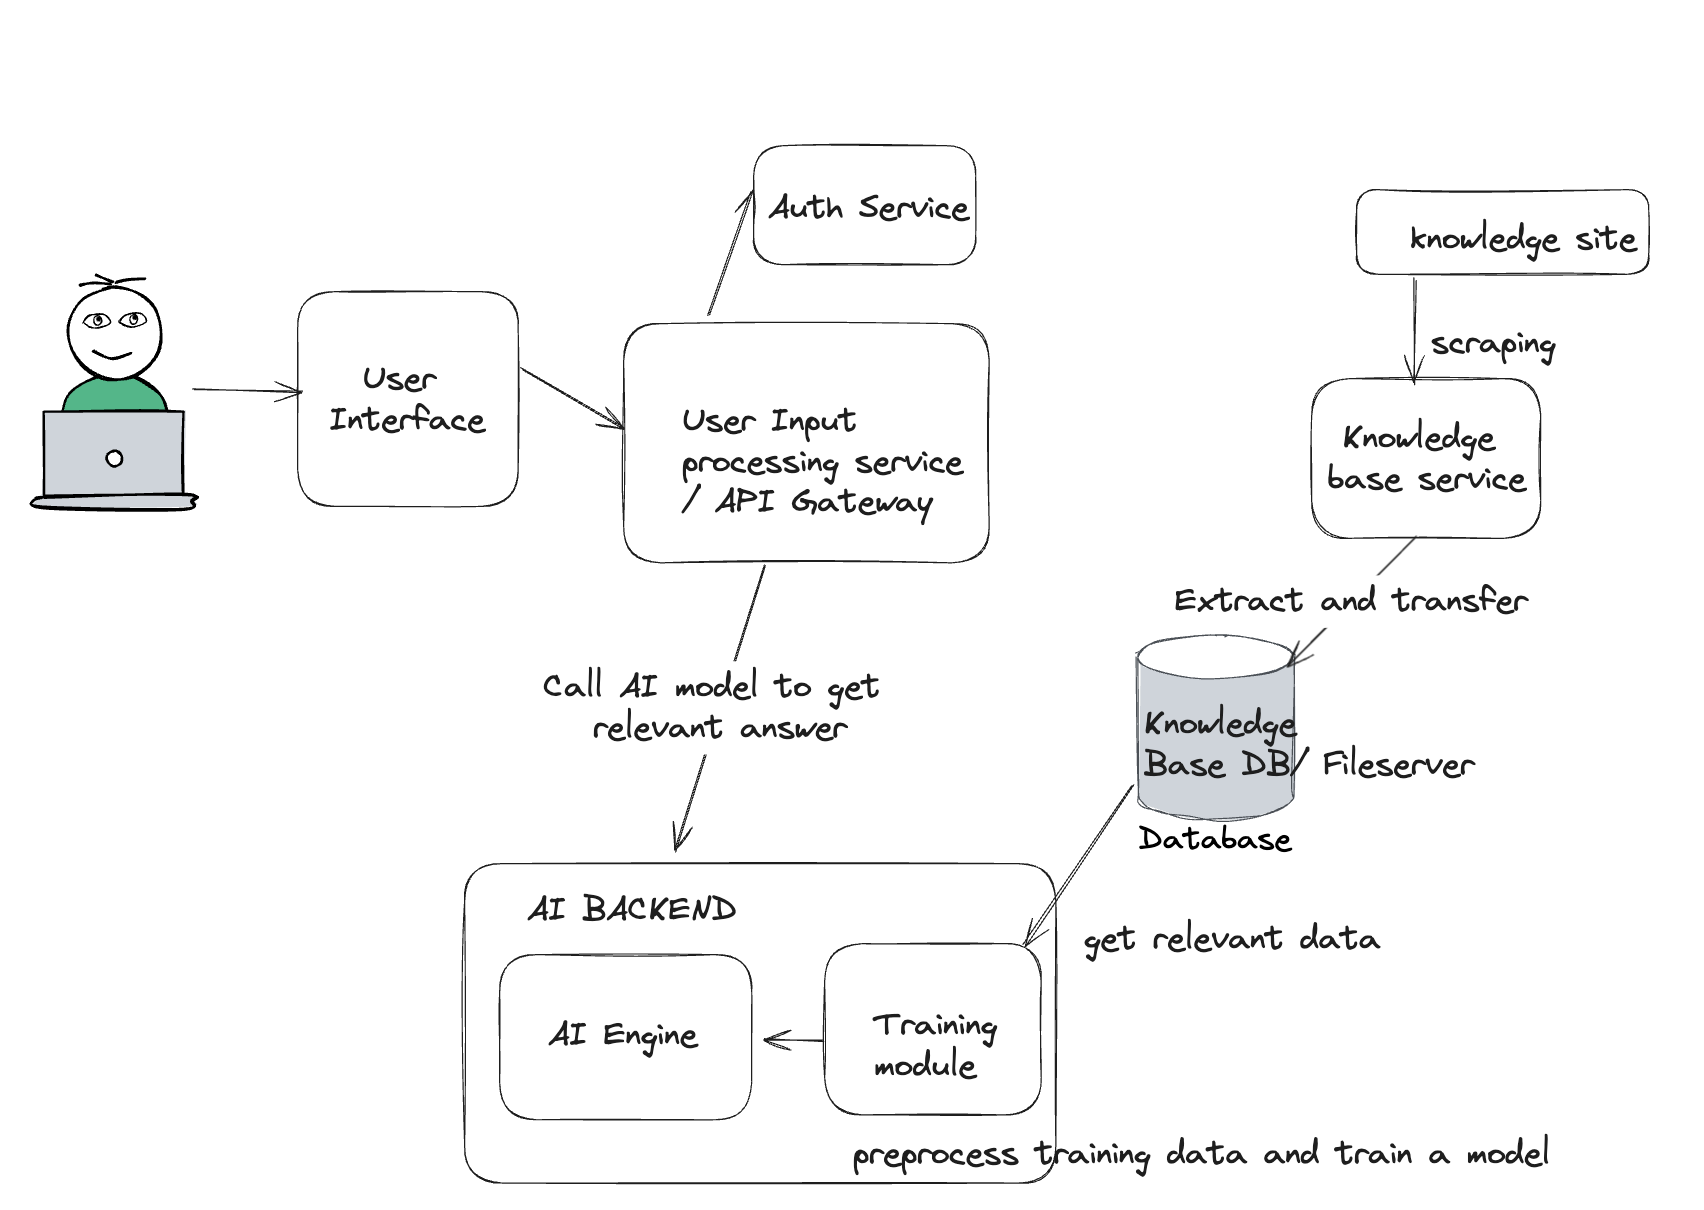 Auth Service
knowledge site
scraping
User
Interface
User Input
processing service
/ API Gateway
Knowledge
base service
Extract and transfer
Call AI model to get
relevant answer
Knowledge
Base DB/ Fileserver
Database
AI BACKEND
get relevant data
AI Engine
Training
module
preprocess training data and train a model